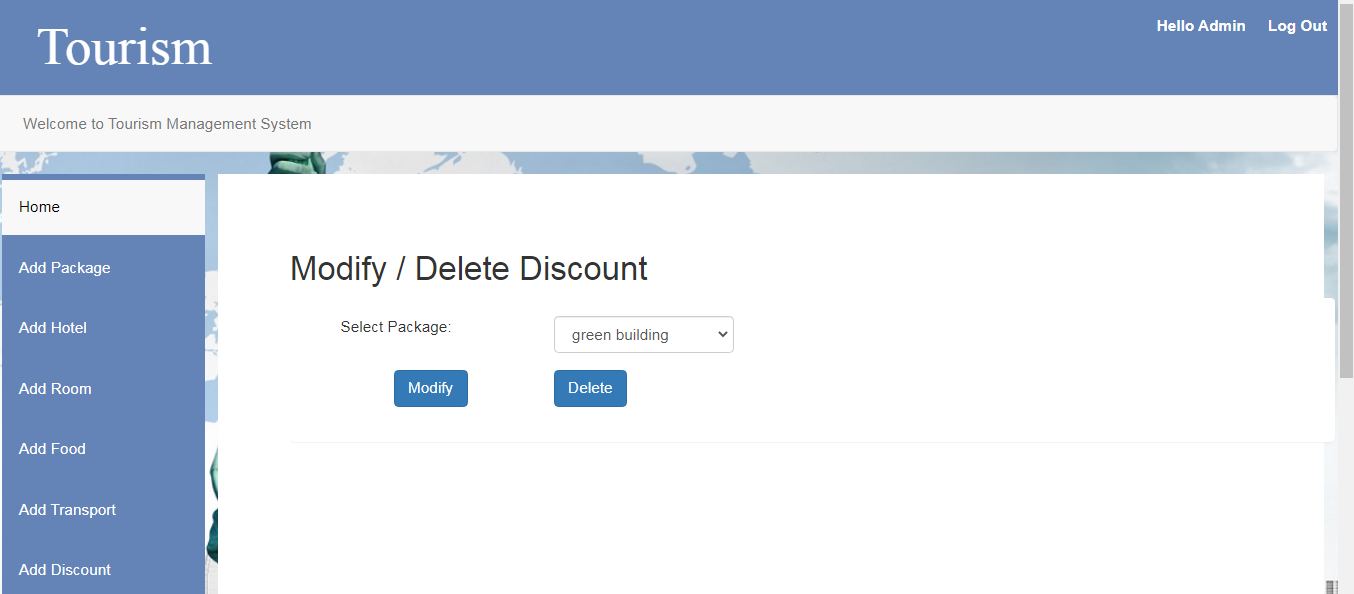 Tourism
Hello Admin Log Out
Welcome to Tourism Management System
Home
Add Package
Add Hotel
Add Room
Add Food
Add Transport
Add Discount
Modify / Delete Discount
Select Package: green building
Modify Delete